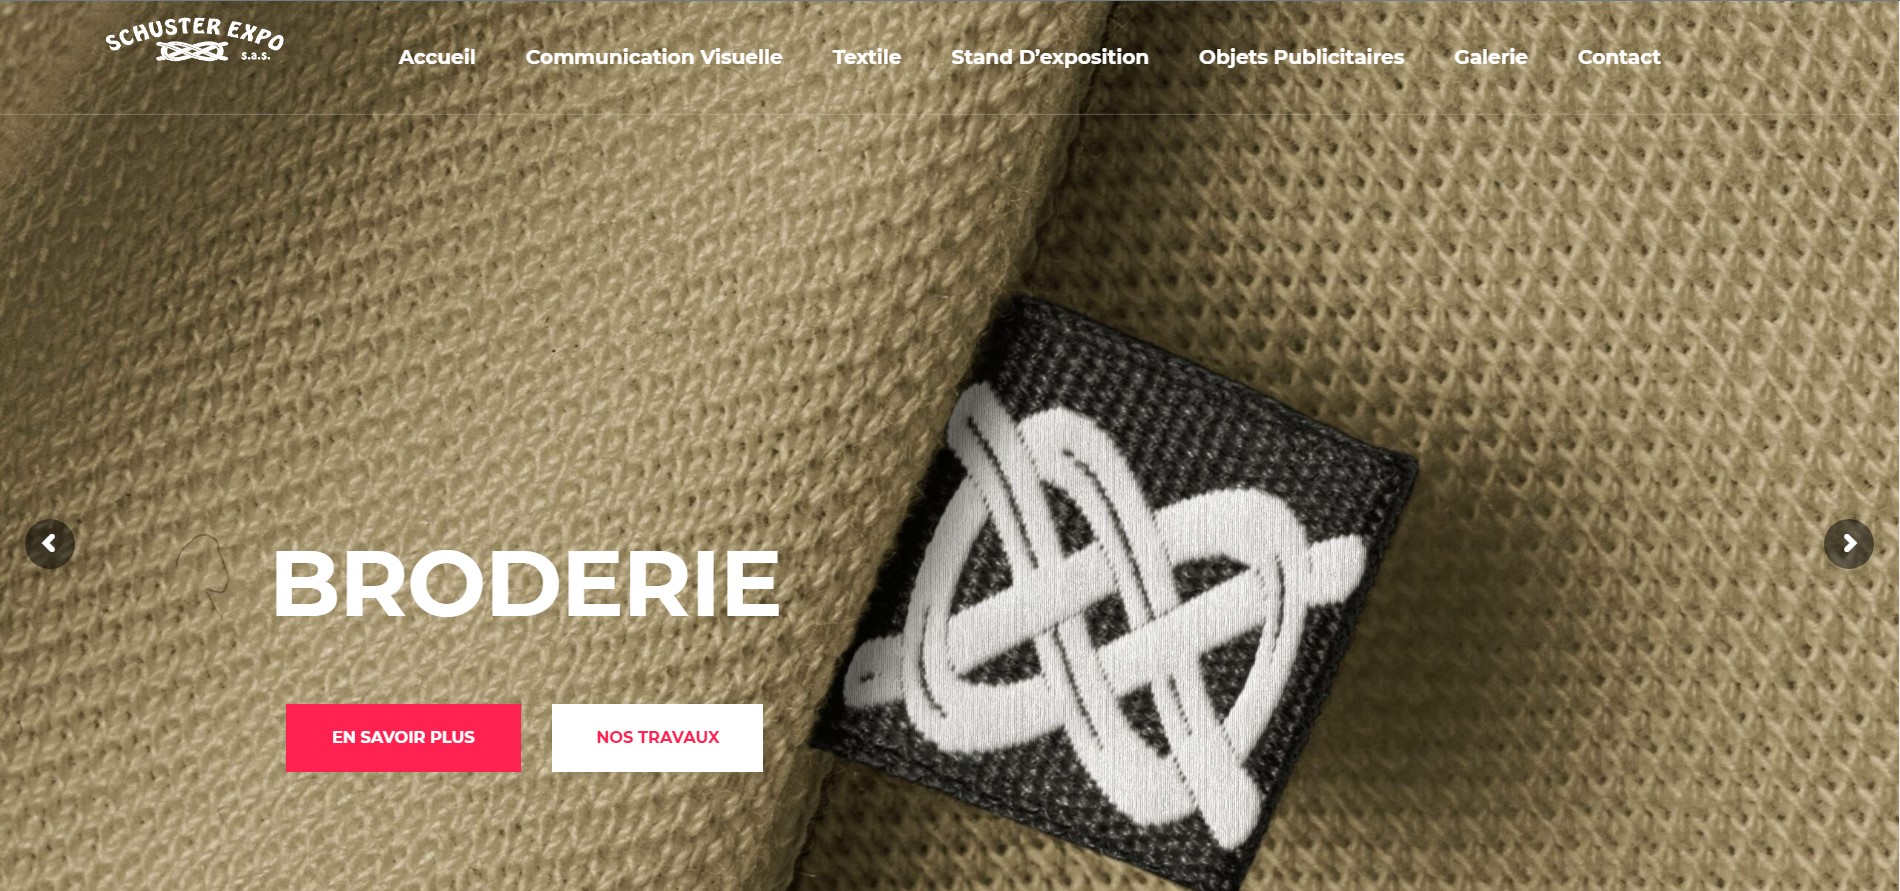 SCHUSTER EXPO
s.a.s.
Accueil Communication Visuelle Textile Stand D’exposition Objets Publicitaires Galerie Contact
BRODERIE
EN SAVOIR PLUS NOS TRAVAUX